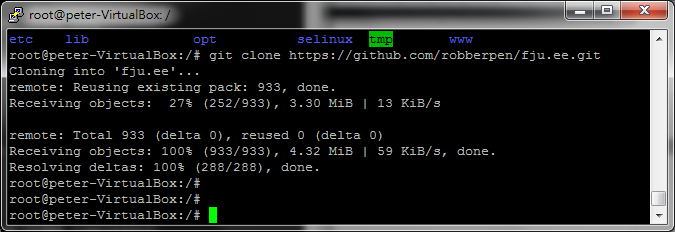 root@peter-VirtualBox: /
etc lib opt selinux tmp www
root@peter-VirtualBox:/# git clone https://github.com/robberpen/fju.ee.git
Cloning into 'fju.ee'...
remote: Reusing existing pack: 933, done.
Receiving objects:  27% (252/933), 3.30 MiB | 13 KiB/s
remote: Total 933 (delta 0), reused 0 (delta 0)
Receiving objects: 100% (933/933), 4.32 MiB | 59 KiB/s, done.
Resolving deltas: 100% (288/288), done.
root@peter-VirtualBox:/#
root@peter-VirtualBox:/#
root@peter-VirtualBox:/#